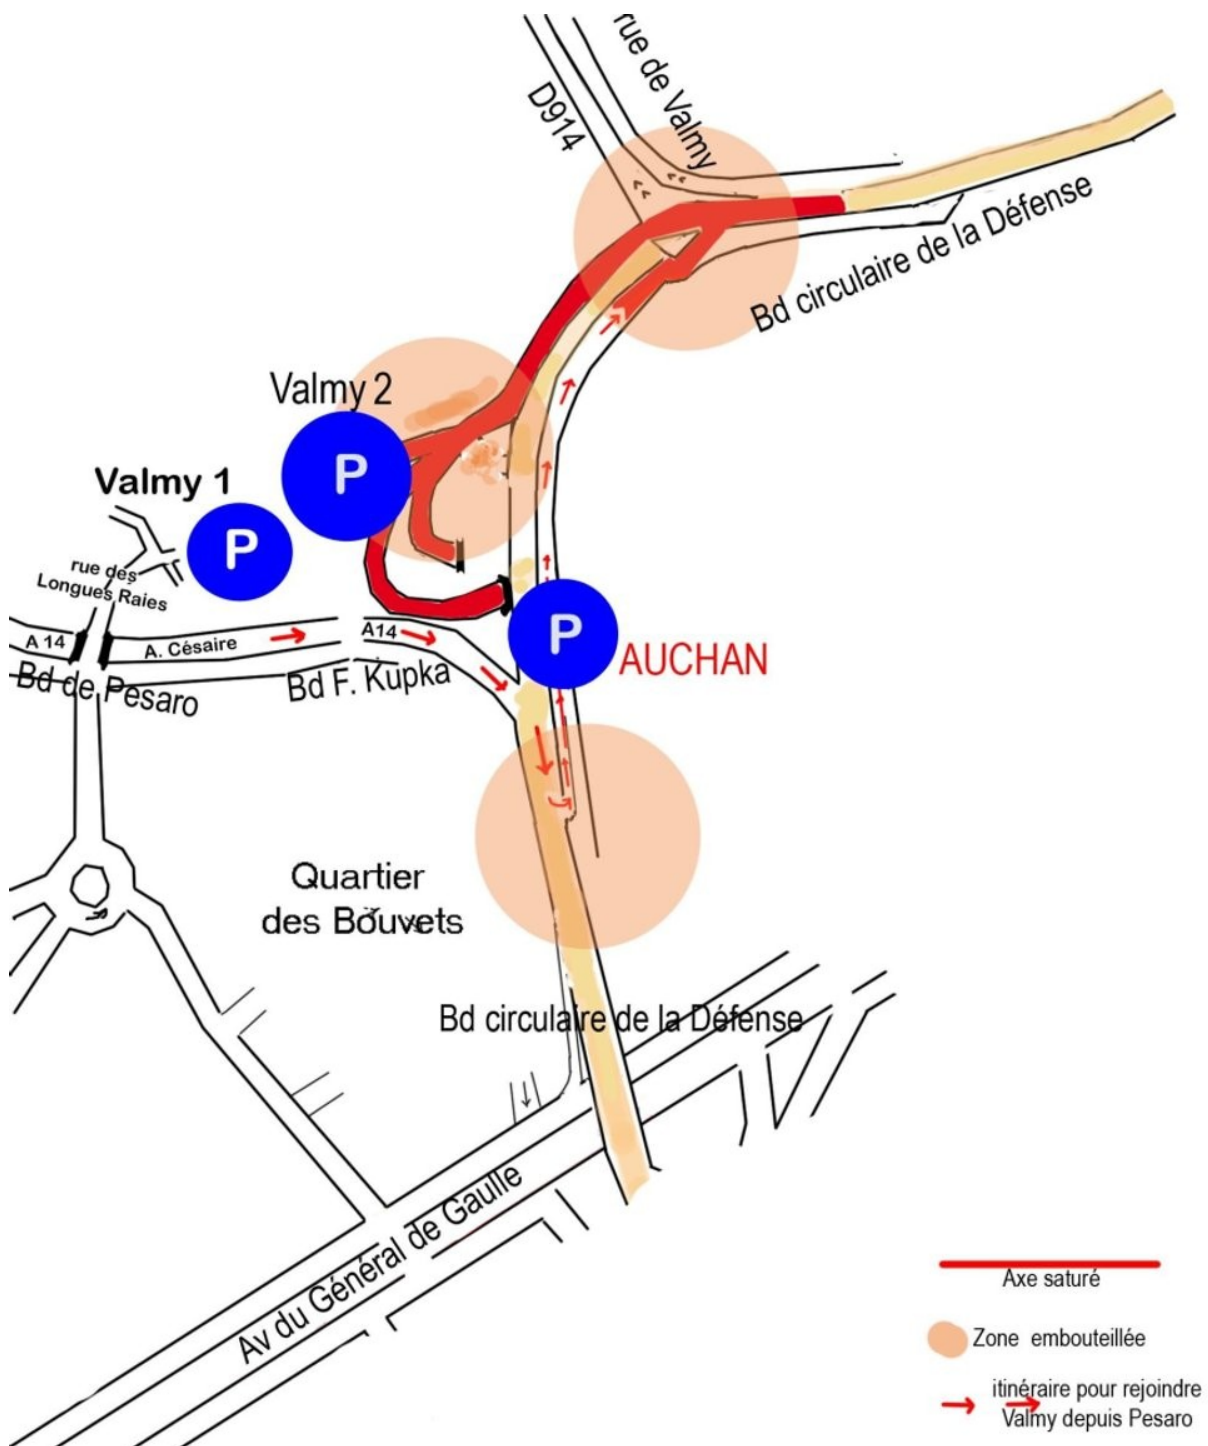 rue de Valmy
D914
Bd circulaire de la Défense
Valmy 2
P
Valmy 1
P
rue des
Longues Raies
A 14
A. Césaire
A14
P
AUCHAN
Bd de Pesaro
Bd F. Kupka
Quartier
des Bouvets
Bd circulaire de la Défense
Av du Général de Gaulle
Axe saturé
Zone embouteillée
itinéraire pour rejoindre
Valmy depuis Pesaro